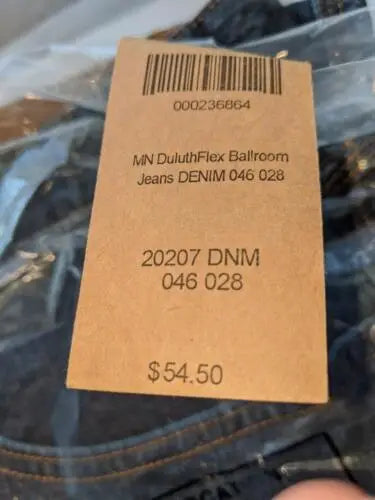 000236864
MN DuluthFlex Ballroom
Jeans DENIM 046 028
20207 DNM
046 028
$54.50